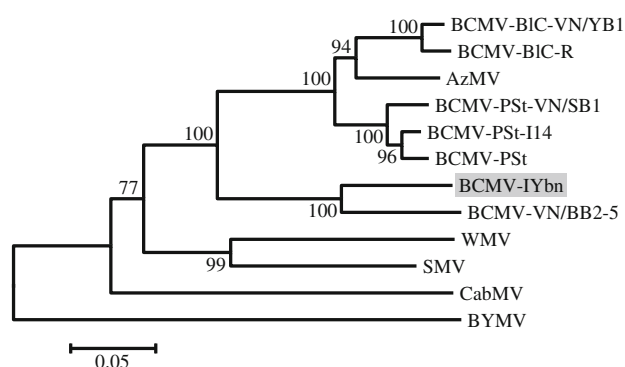 100 BCMV-BlC-VN/YB1
94 BCMV-BlC-R
100 AzMV
BCMV-PSt-VN/SB1
100 BCMV-PSt-I14
100 96 BCMV-PSt
77 BCMV-IYbn
100 BCMV-VN/BB2-5
WMV
99 SMV
CabMV
BYMV
0.05